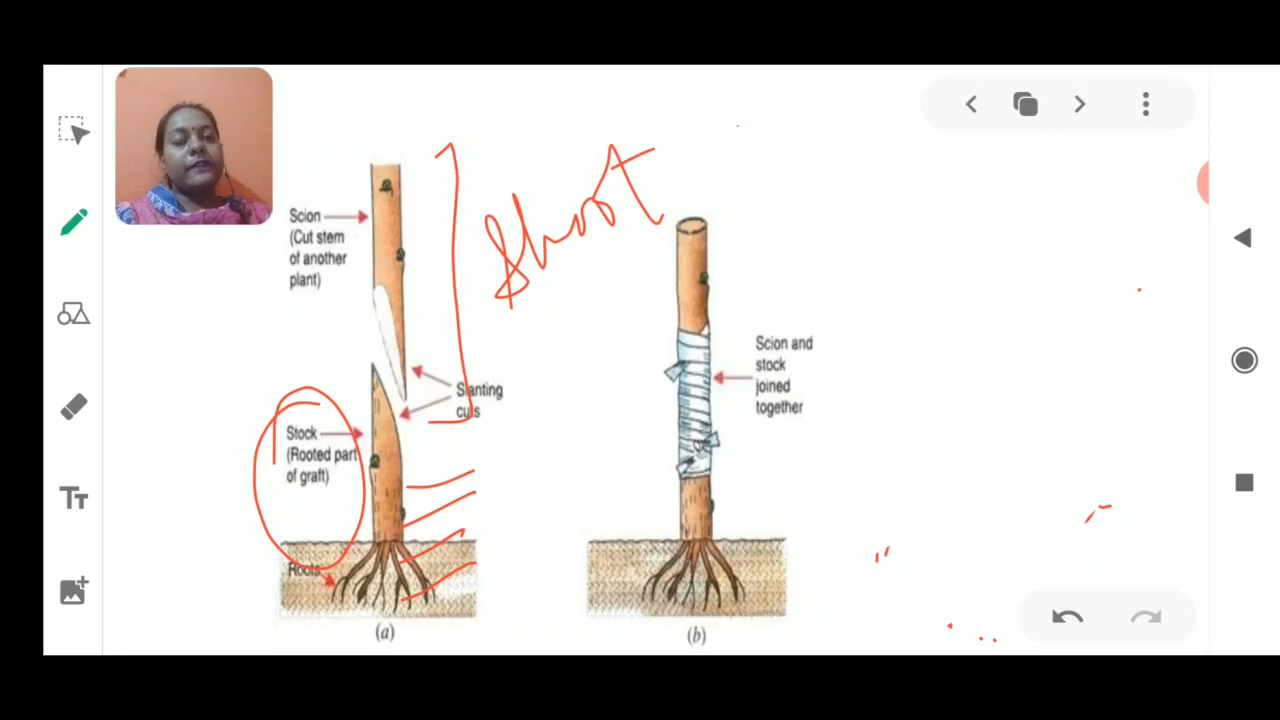 Scion
(Cut stem
of another
plant)
Shoot
Slanting
cuts
Stock
(Rooted part
of graft)
Roots
(a)
Scion and
stock
joined
together
(b)
TT